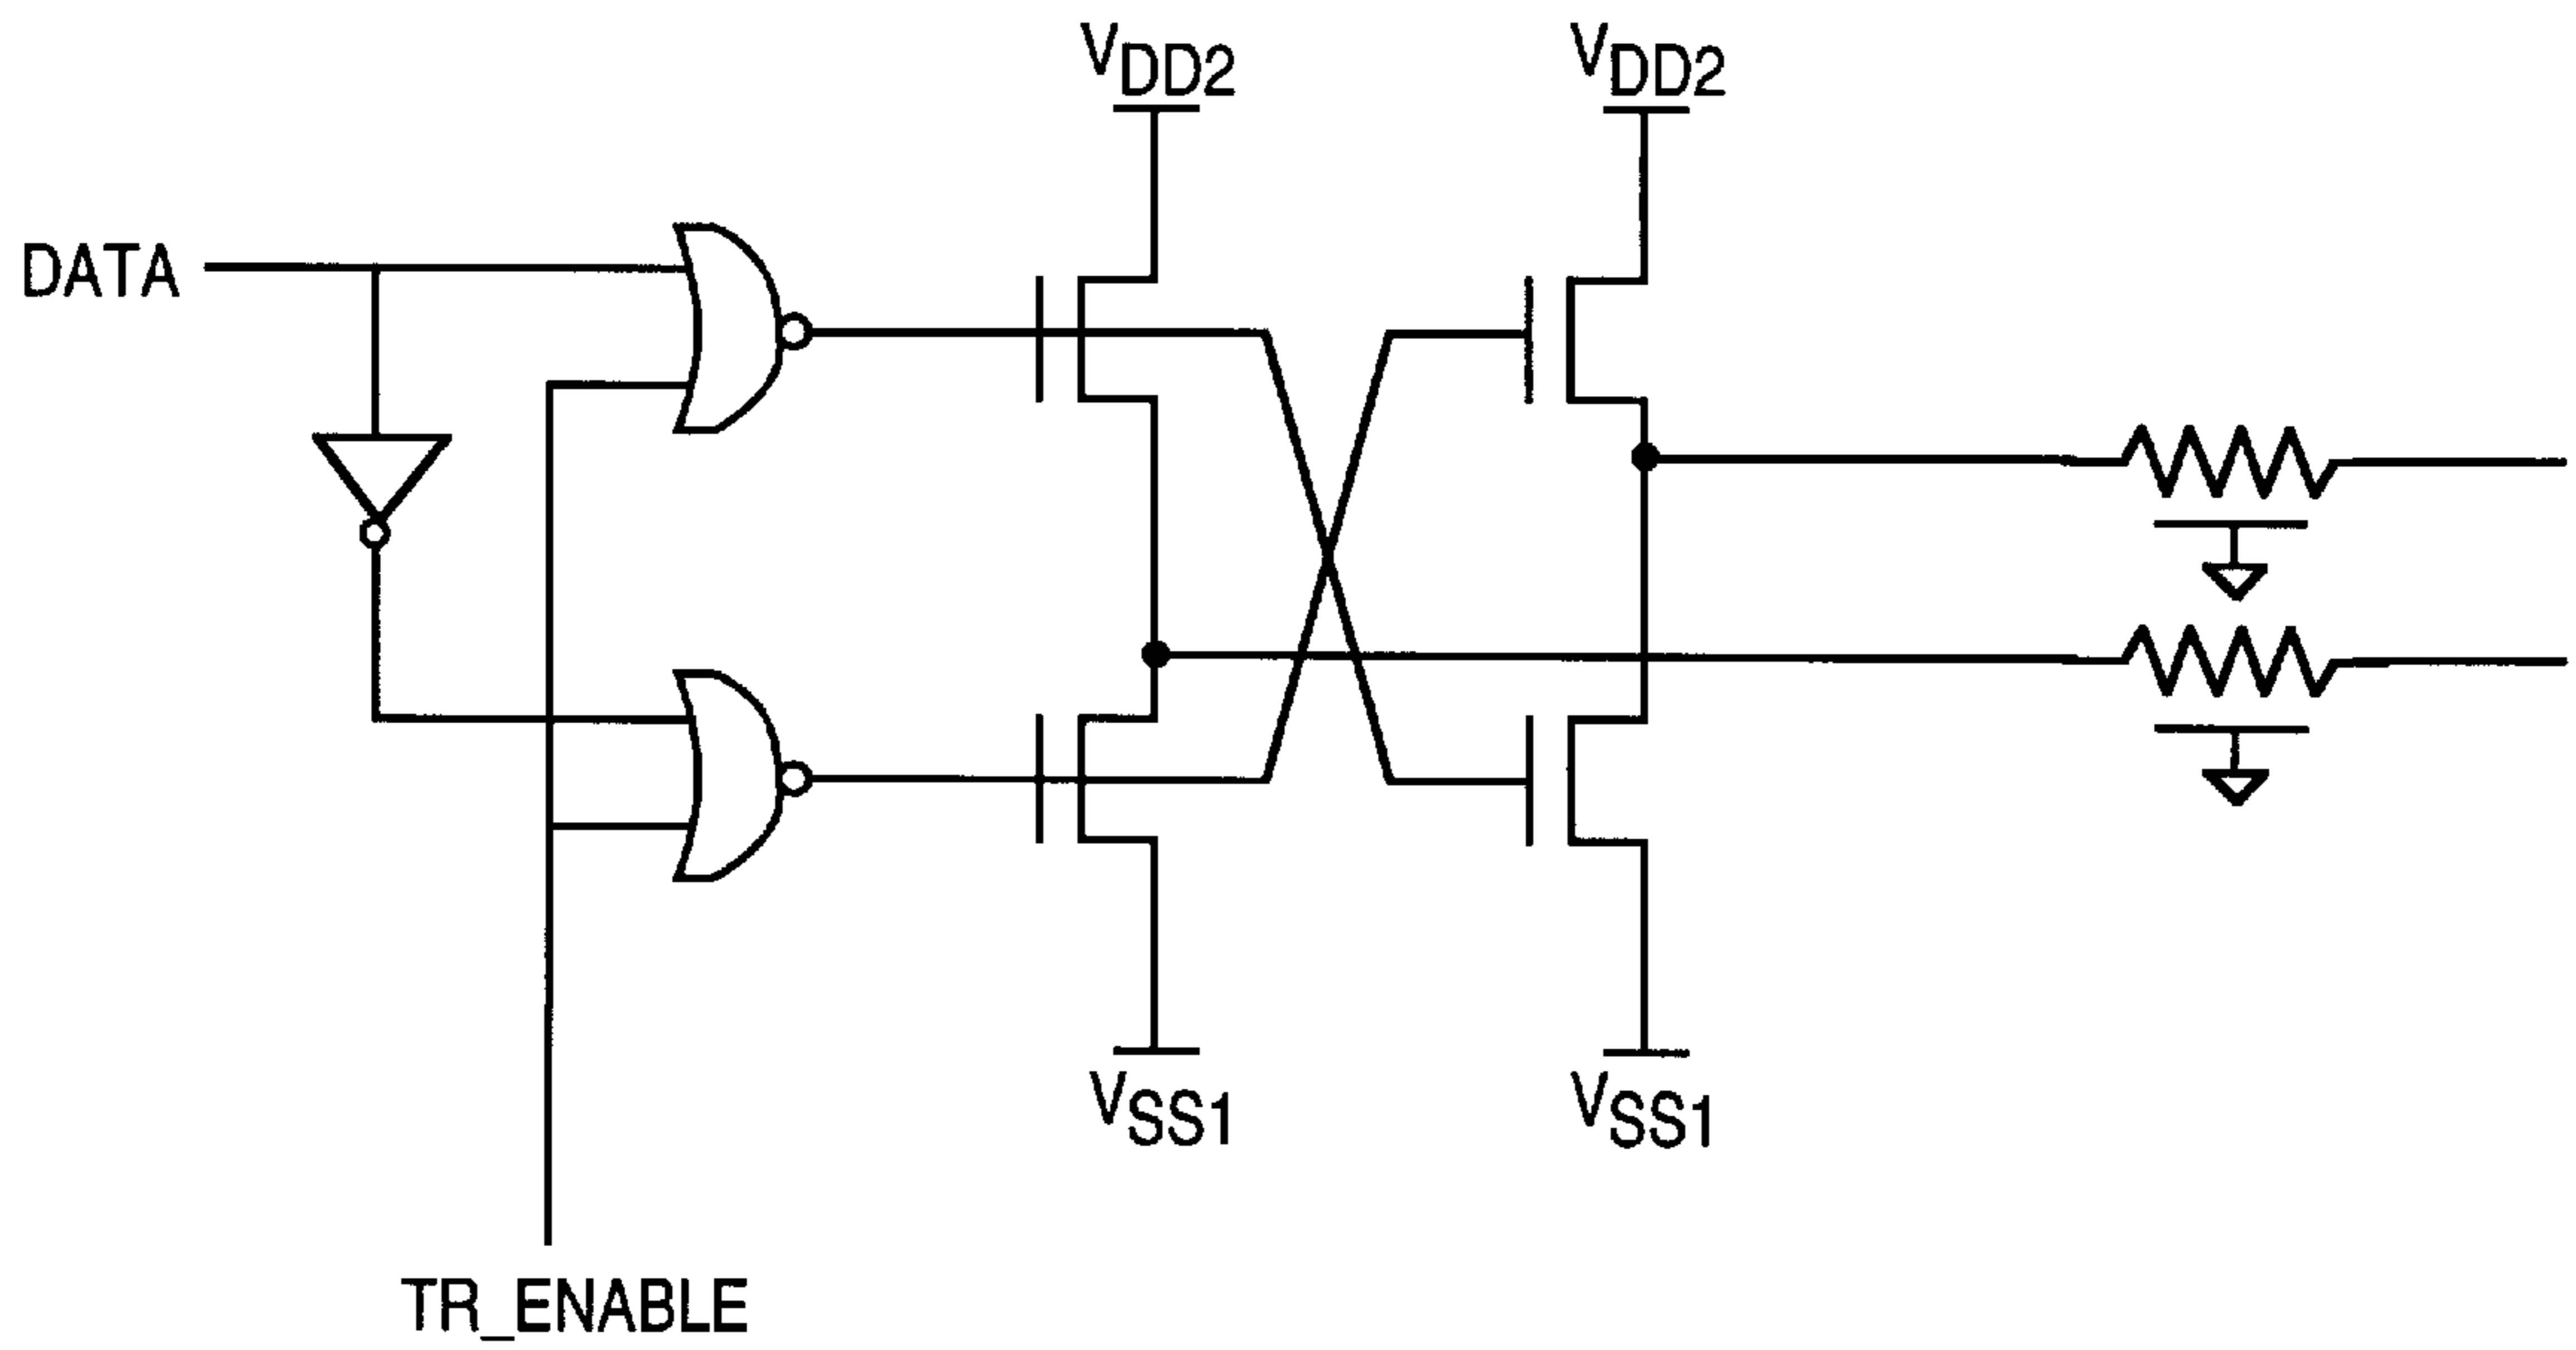 VDD2
VDD2
DATA
VSS1
VSS1
TR_ENABLE